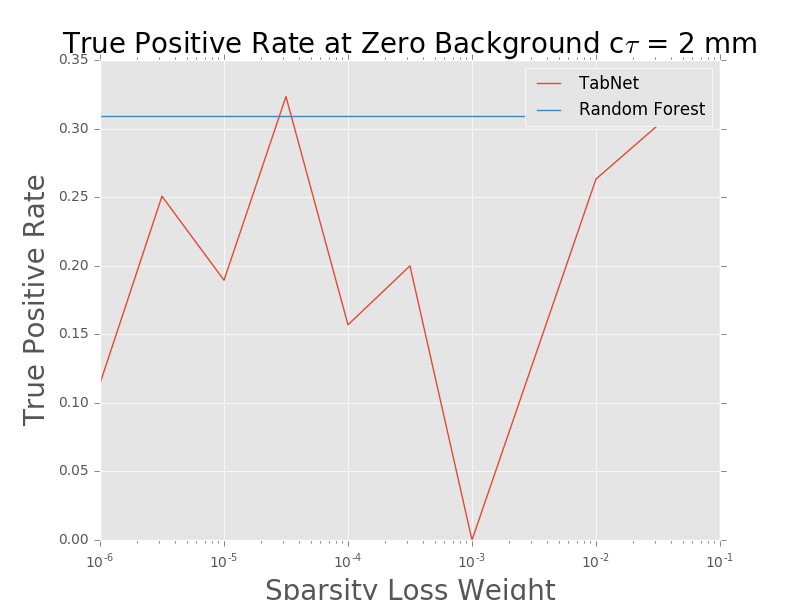 True Positive Rate at Zero Background cτ = 2 mm
TabNet
Random Forest
True Positive Rate
0.35
0.30
0.25
0.20
0.15
0.10
0.05
0.00
10^-6
10^-5
10^-4
10^-3
10^-2
10^-1
Sparsity Loss Weight